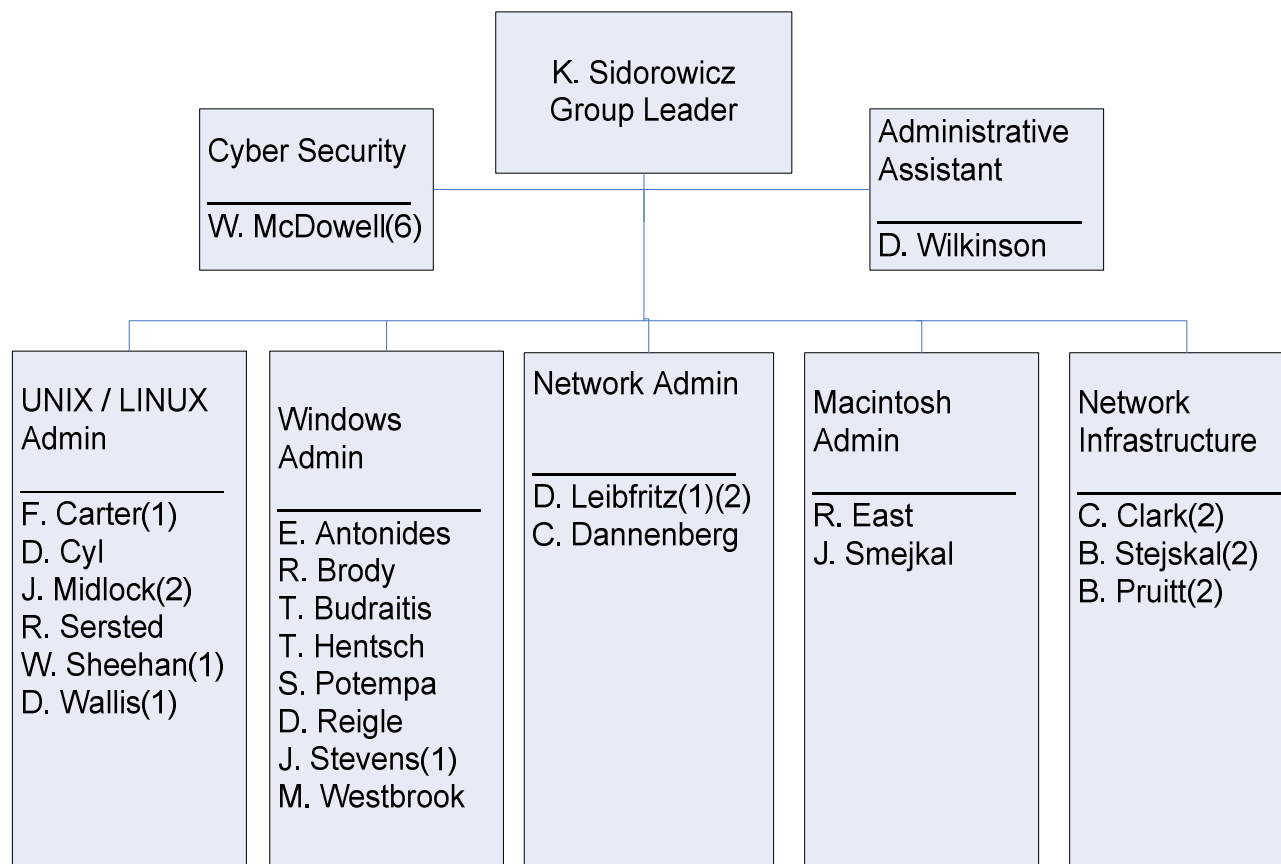 K. Sidorowicz
Group Leader
Cyber Security
W. McDowell(6)
Administrative
Assistant
D. Wilkinson
UNIX / LINUX
Admin
F. Carter(1)
D. Cyl
J. Midlock(2)
R. Sersted
W. Sheehan(1)
D. Wallis(1)
Windows
Admin
E. Antonides
R. Brody
T. Budraitis
T. Hentsch
S. Potempa
D. Reigle
J. Stevens(1)
M. Westbrook
Network Admin
D. Leibfritz(1)(2)
C. Dannenberg
Macintosh
Admin
R. East
J. Smejkal
Network
Infrastructure
C. Clark(2)
B. Stejskal(2)
B. Pruitt(2)